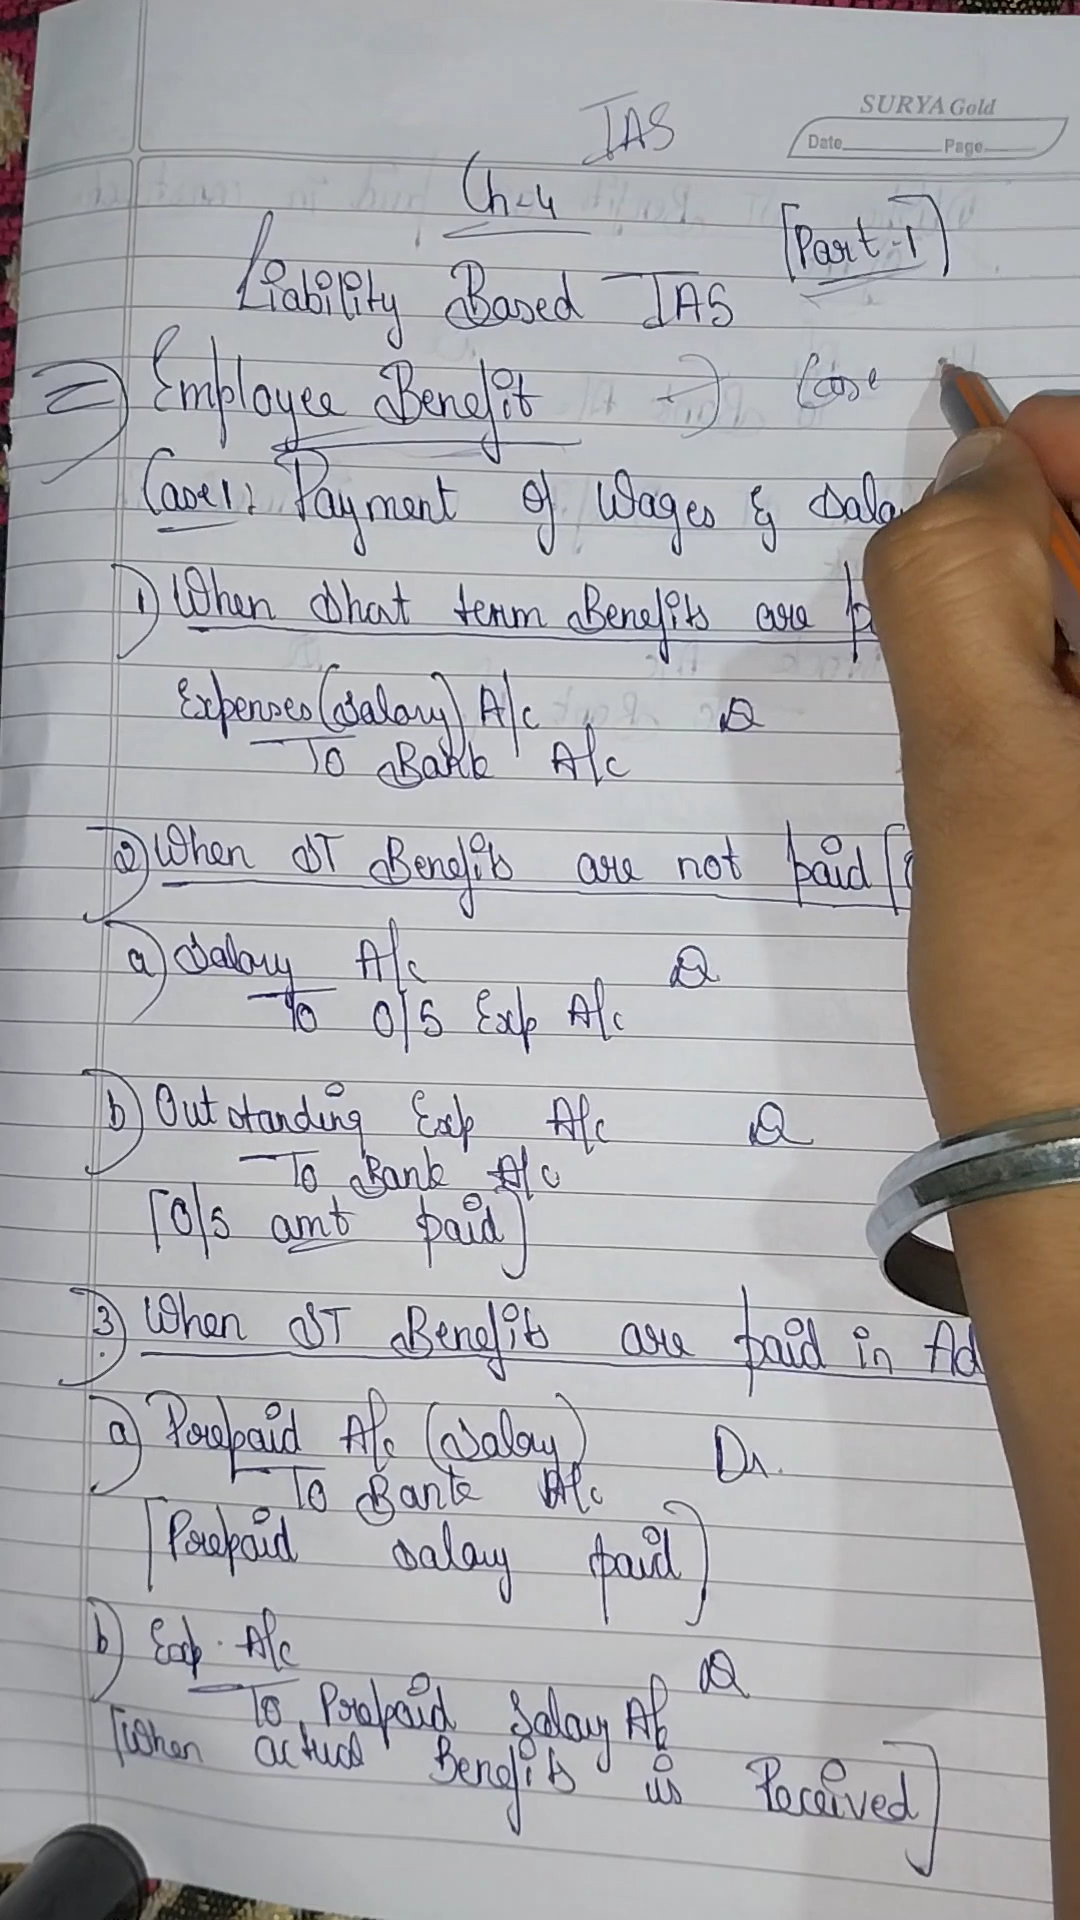 IAS
SURYA Gold
Date Page
Ch-4
[Part-1]
Liability Based IAS
Employee Benefit → Case
Case1: Payment of Wages & Sala
1) When Short term Benefits are p
Expenses (Salary) A/c Dr
To Bank A/c
2) When ST Benefits are not paid [
a) Salary A/c Dr
To O/S Exp A/c
b) Outstanding Exp A/c Dr
To Bank A/c
[O/S amt paid]
3) When ST Benefits are paid in Ad
a) Prepaid A/c (Salary) Dr.
To Bank A/c
[Prepaid salary paid]
b) Exp. A/c Dr
To Prepaid Salary A/c
[When actual Benefits is Received]